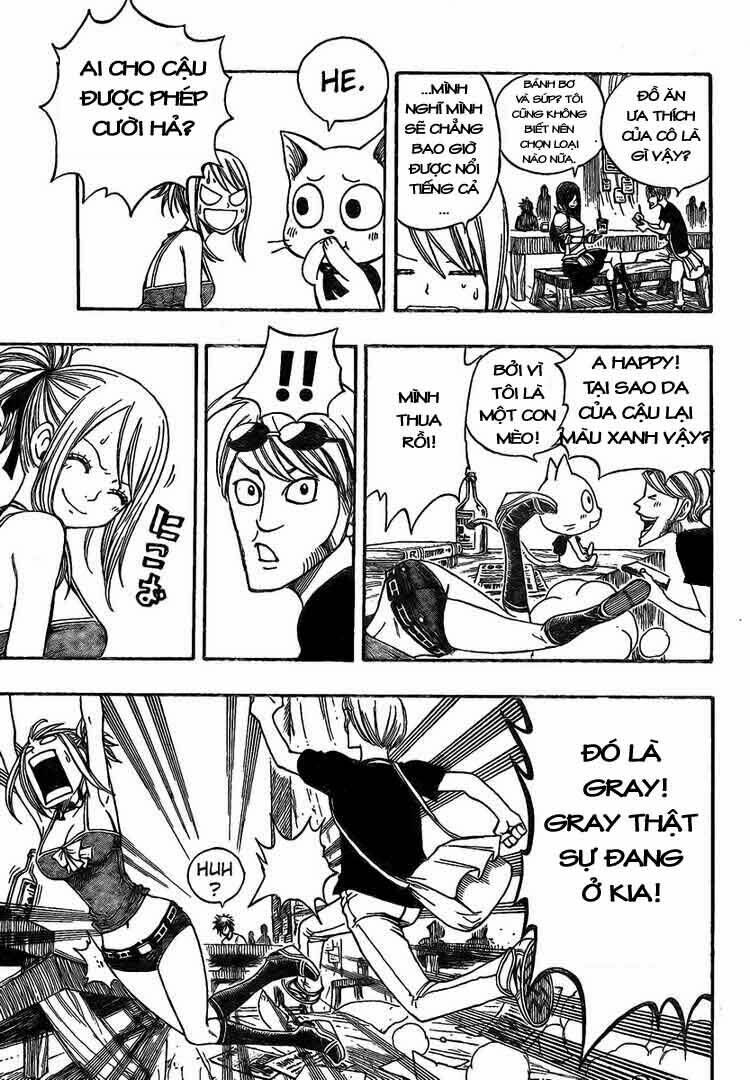 ĐỒ ĂN
ƯA THÍCH
CỦA CÔ LÀ
GÌ VẬY?
BÁNH BƠ
VÀ SÚP? TÔI
CŨNG KHÔNG
BIẾT NÊN
CHỌN LOẠI
NÀO NỮA.
...MÌNH
NGHĨ MÌNH
SẼ CHẲNG
BAO GIỜ
ĐƯỢC NỔI
TIẾNG CẢ
...
HE.
AI CHO CẬU
ĐƯỢC PHÉP
CƯỜI HẢ?
A HAPPY!
TẠI SAO DA
CỦA CẬU LẠI
MÀU XANH VẬY?
BỞI VÌ
TÔI LÀ
MỘT CON
MÈO!
MÌNH
THUA
RỒI!
!!
ニコッ
ĐÓ LÀ
GRAY!
GRAY THẬT
SỰ ĐANG
Ở KIA!
HUH
?